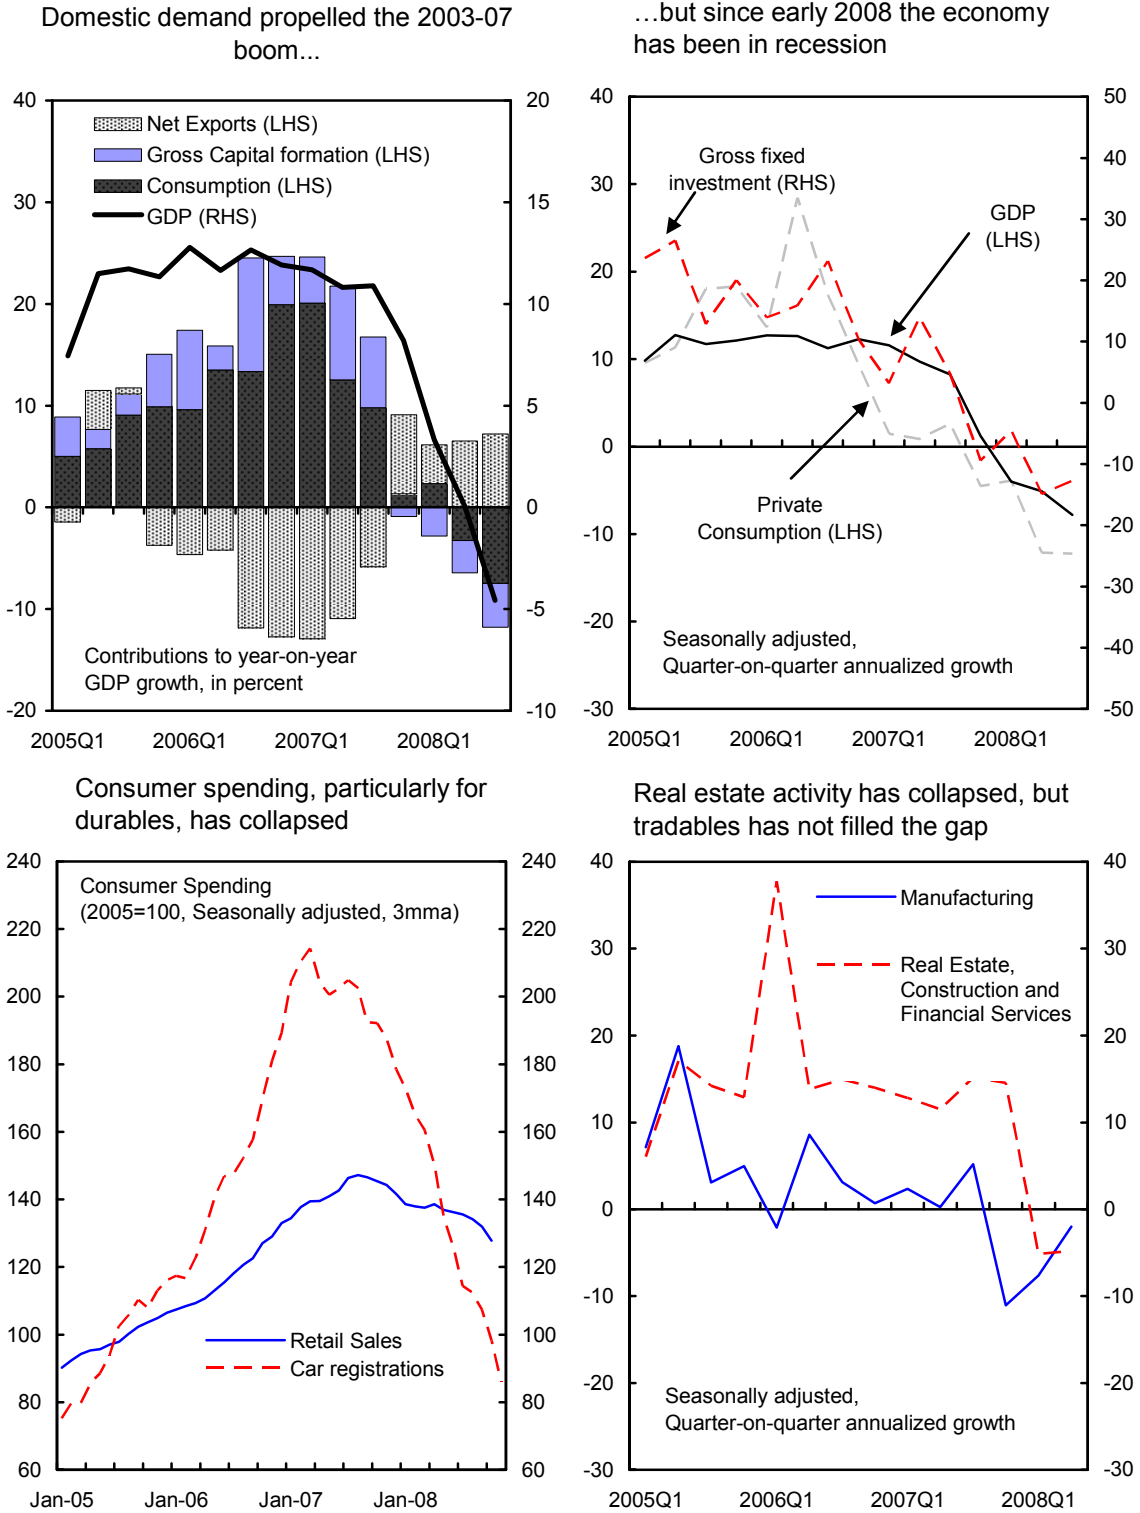 Domestic demand propelled the 2003-07
boom...
40
30
20
10
0
-10
-20
20
15
10
5
0
-5
-10
Net Exports (LHS)
Gross Capital formation (LHS)
Consumption (LHS)
GDP (RHS)
Contributions to year-on-year
GDP growth, in percent
2005Q1 2006Q1 2007Q1 2008Q1
…but since early 2008 the economy
has been in recession
40
30
20
10
0
-10
-20
-30
50
40
30
20
10
0
-10
-20
-30
-40
-50
Gross fixed
investment (RHS)
GDP
(LHS)
Private
Consumption (LHS)
Seasonally adjusted,
Quarter-on-quarter annualized growth
2005Q1 2006Q1 2007Q1 2008Q1
Consumer spending, particularly for
durables, has collapsed
240
220
200
180
160
140
120
100
80
60
240
220
200
180
160
140
120
100
80
60
Consumer Spending
(2005=100, Seasonally adjusted, 3mma)
Retail Sales
Car registrations
Jan-05 Jan-06 Jan-07 Jan-08
Real estate activity has collapsed, but
tradables has not filled the gap
40
30
20
10
0
-10
-20
-30
40
30
20
10
0
-10
-20
-30
Manufacturing
Real Estate,
Construction and
Financial Services
Seasonally adjusted,
Quarter-on-quarter annualized growth
2005Q1 2006Q1 2007Q1 2008Q1